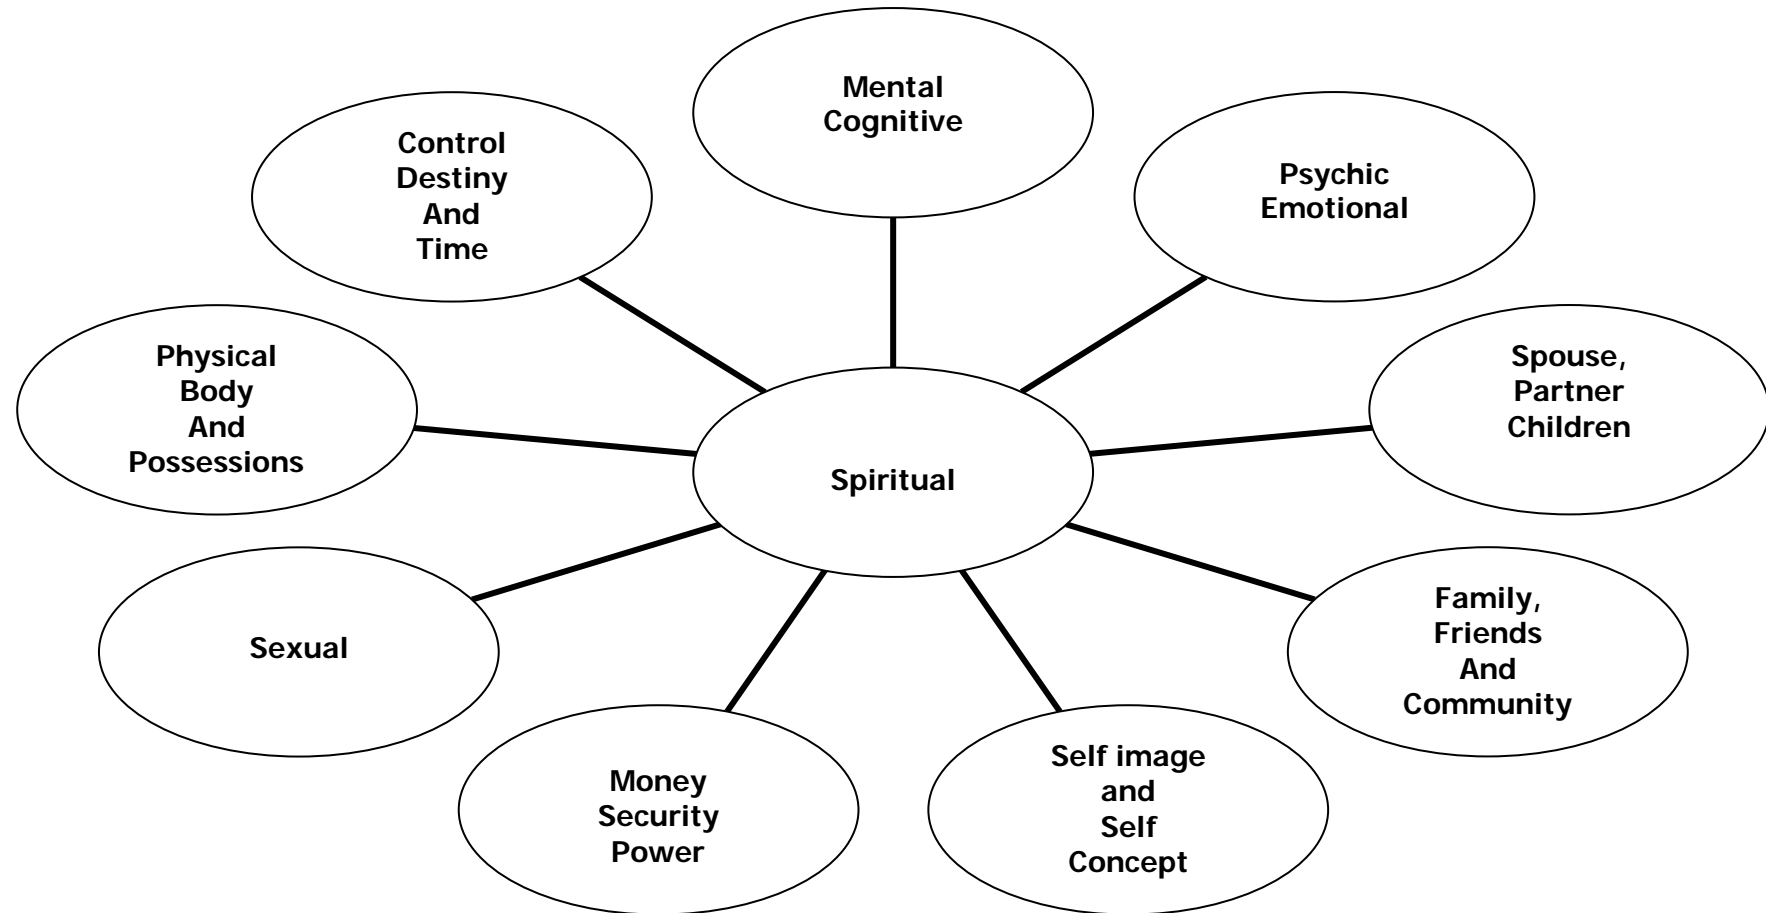 Mental
Cognitive
Control
Destiny
And
Time
Psychic
Emotional
Physical
Body
And
Possessions
Spouse,
Partner
Children
Spiritual
Sexual
Family,
Friends
And
Community
Money
Security
Power
Self image
and
Self
Concept